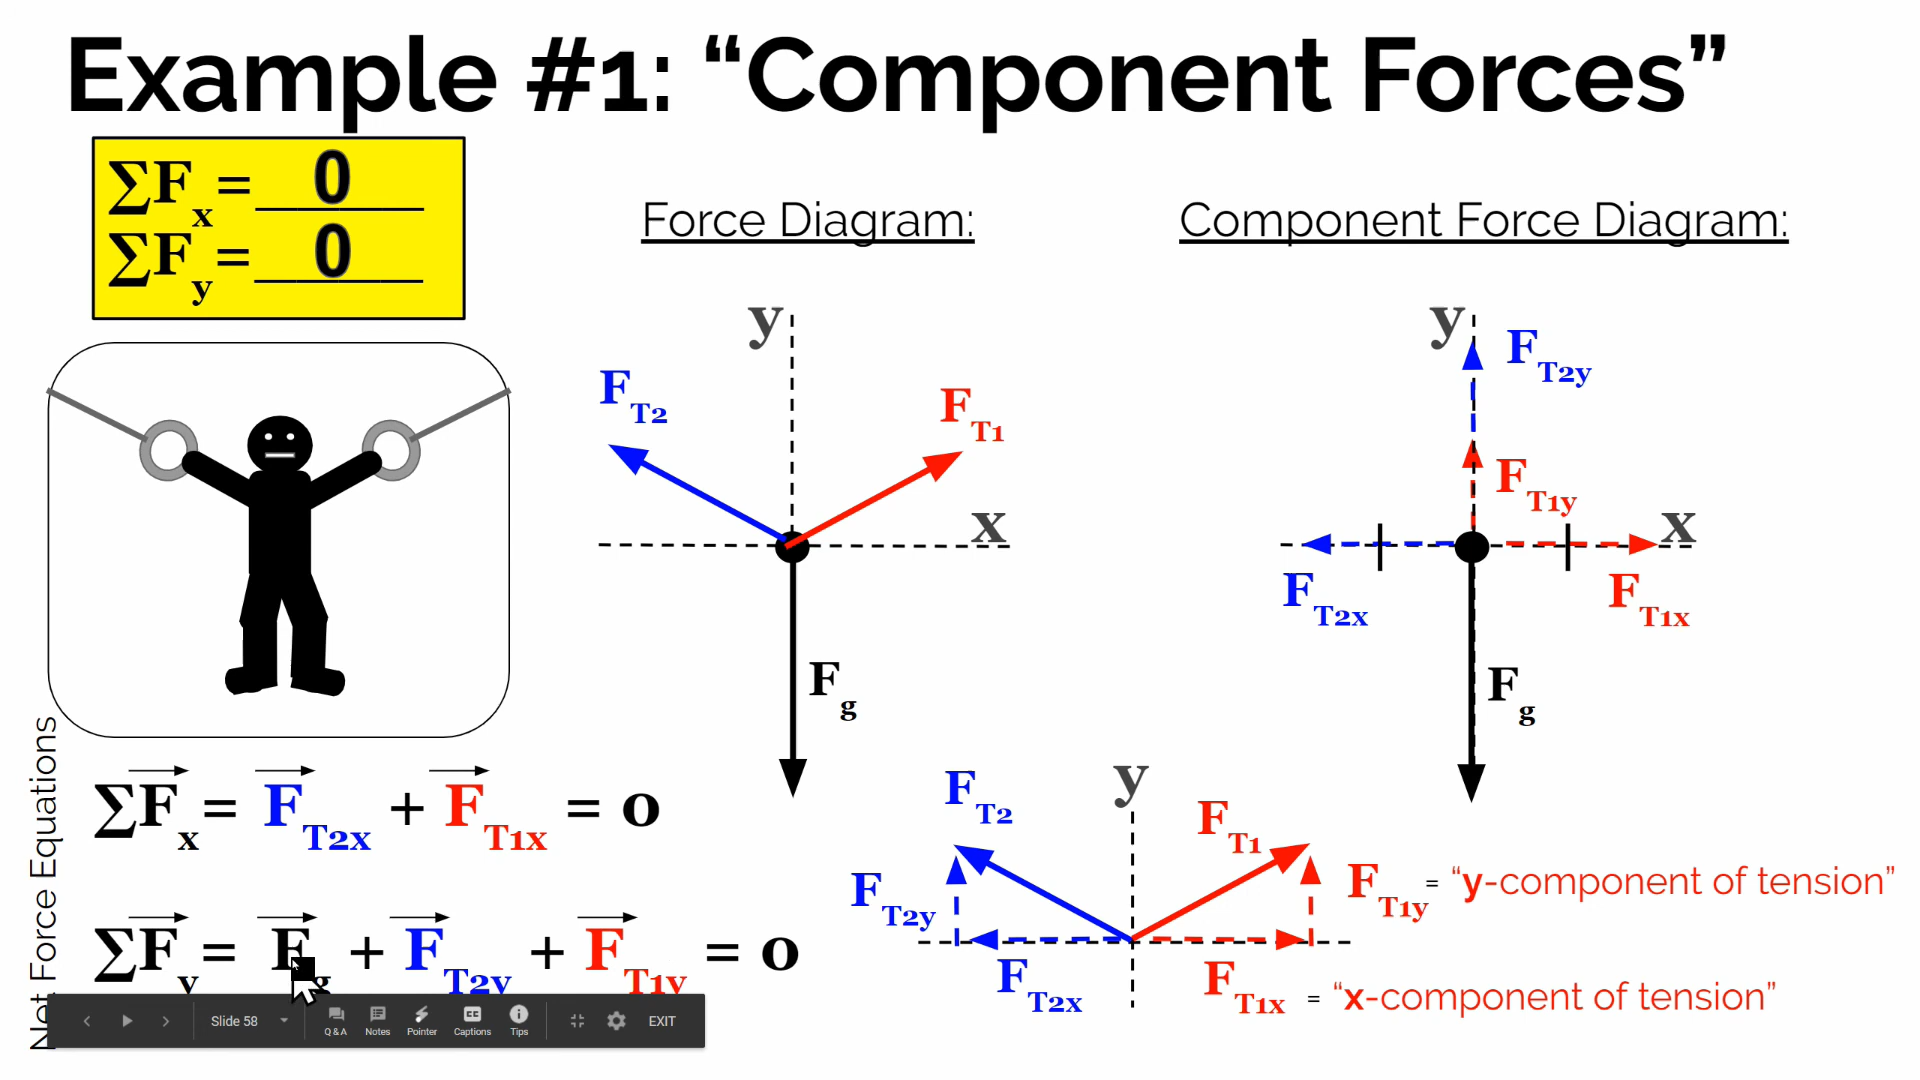 Example #1: “Component Forces”
∑Fx= 0
∑Fy= 0
Force Diagram:
Component Force Diagram:
y
FT2
FT1
x
Fg
y
FT2y
FT1y
x
FT2x
FT1x
Fg
Net Force Equations
∑Fx= FT2x + FT1x = 0
∑Fy= Fg + FT2y + FT1y = 0
y
FT2
FT1
FT2y
FT1y = “y-component of tension”
FT2x
FT1x = “x-component of tension”
Slide 58
Q & A
Notes
Pointer
CC
Captions
Tips
EXIT